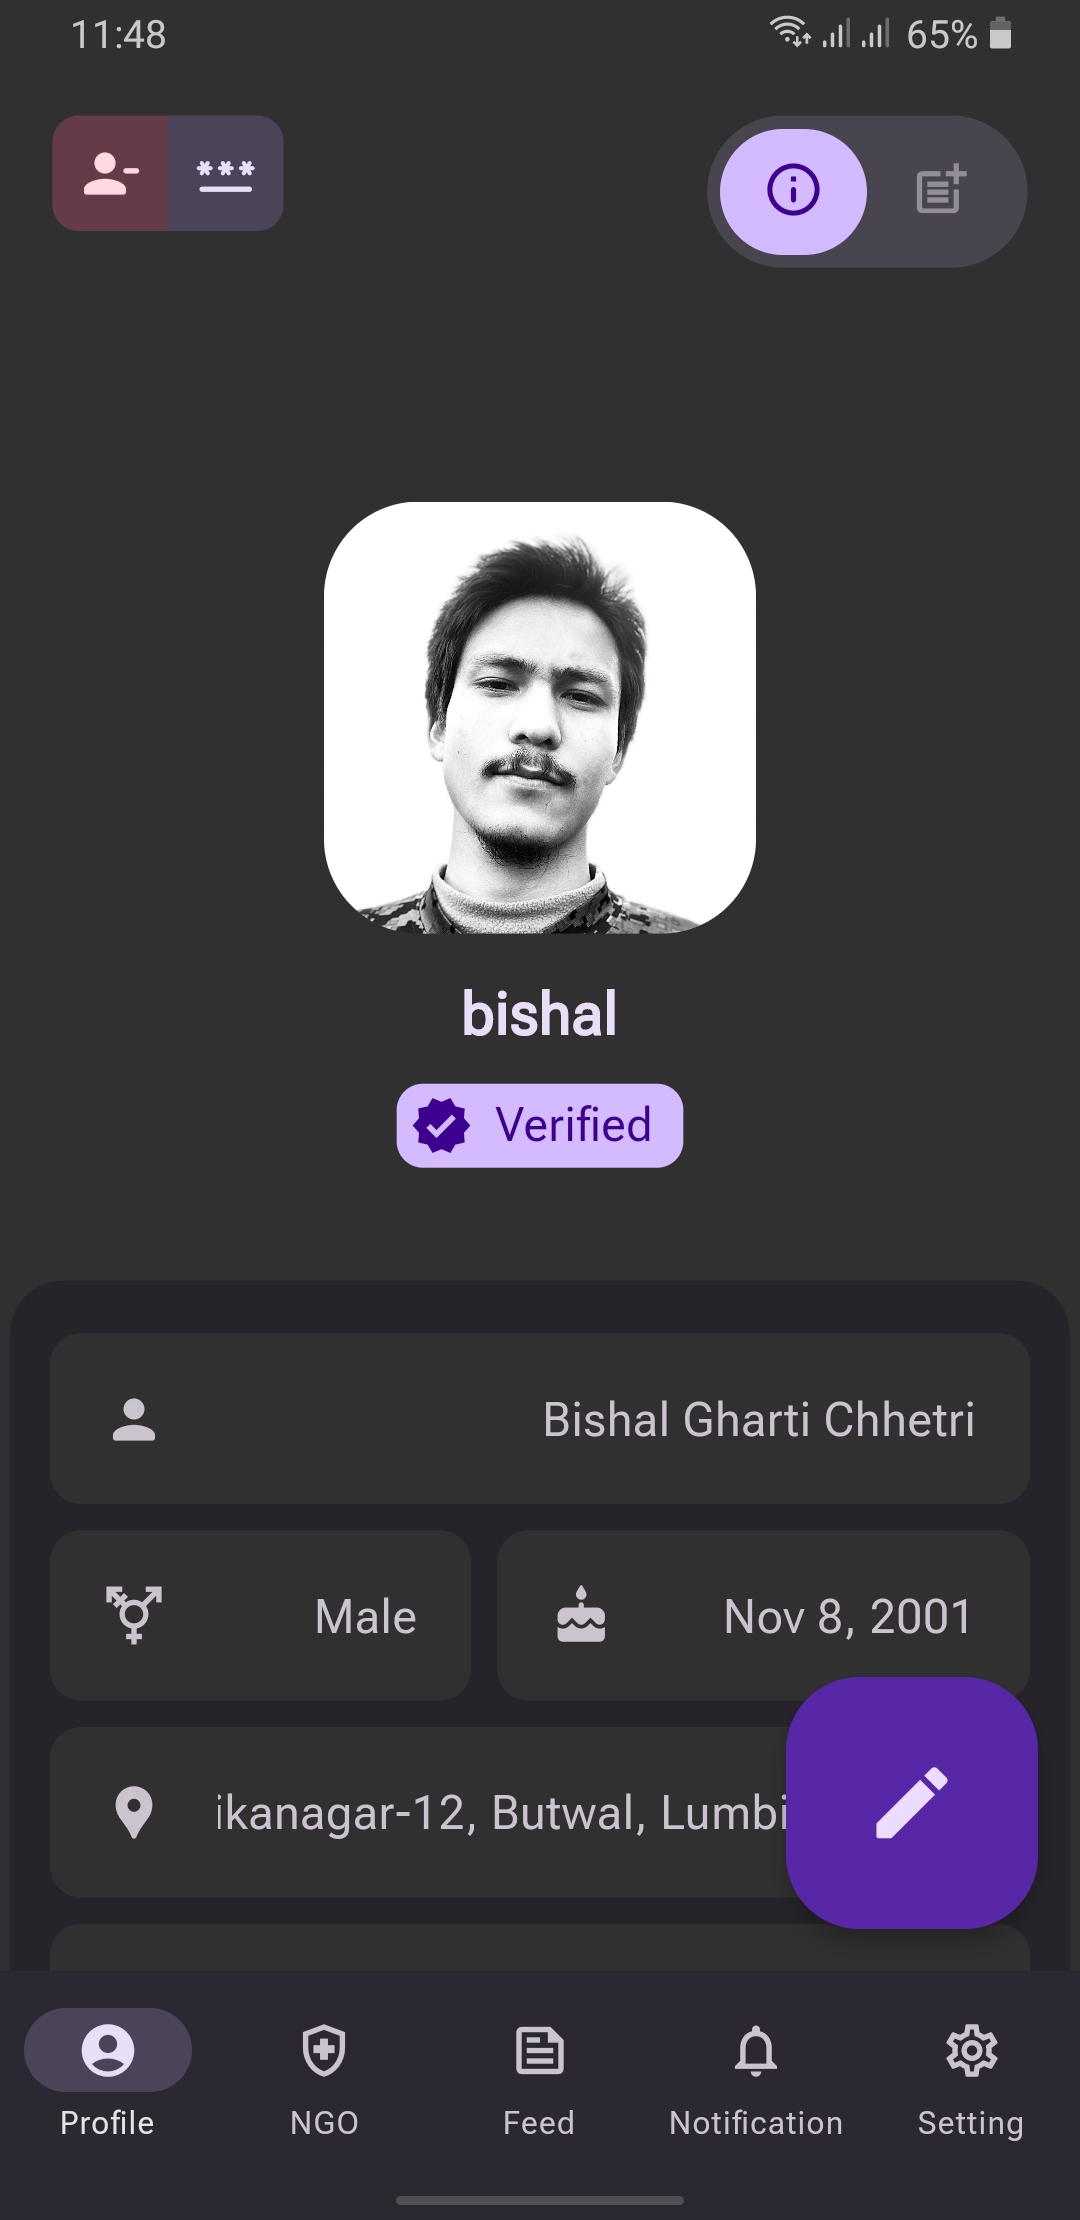 11:48 65%
***
bishal
Verified
Bishal Gharti Chhetri
Male Nov 8, 2001
ikanagar-12, Butwal, Lumbi
Profile NGO Feed Notification Setting